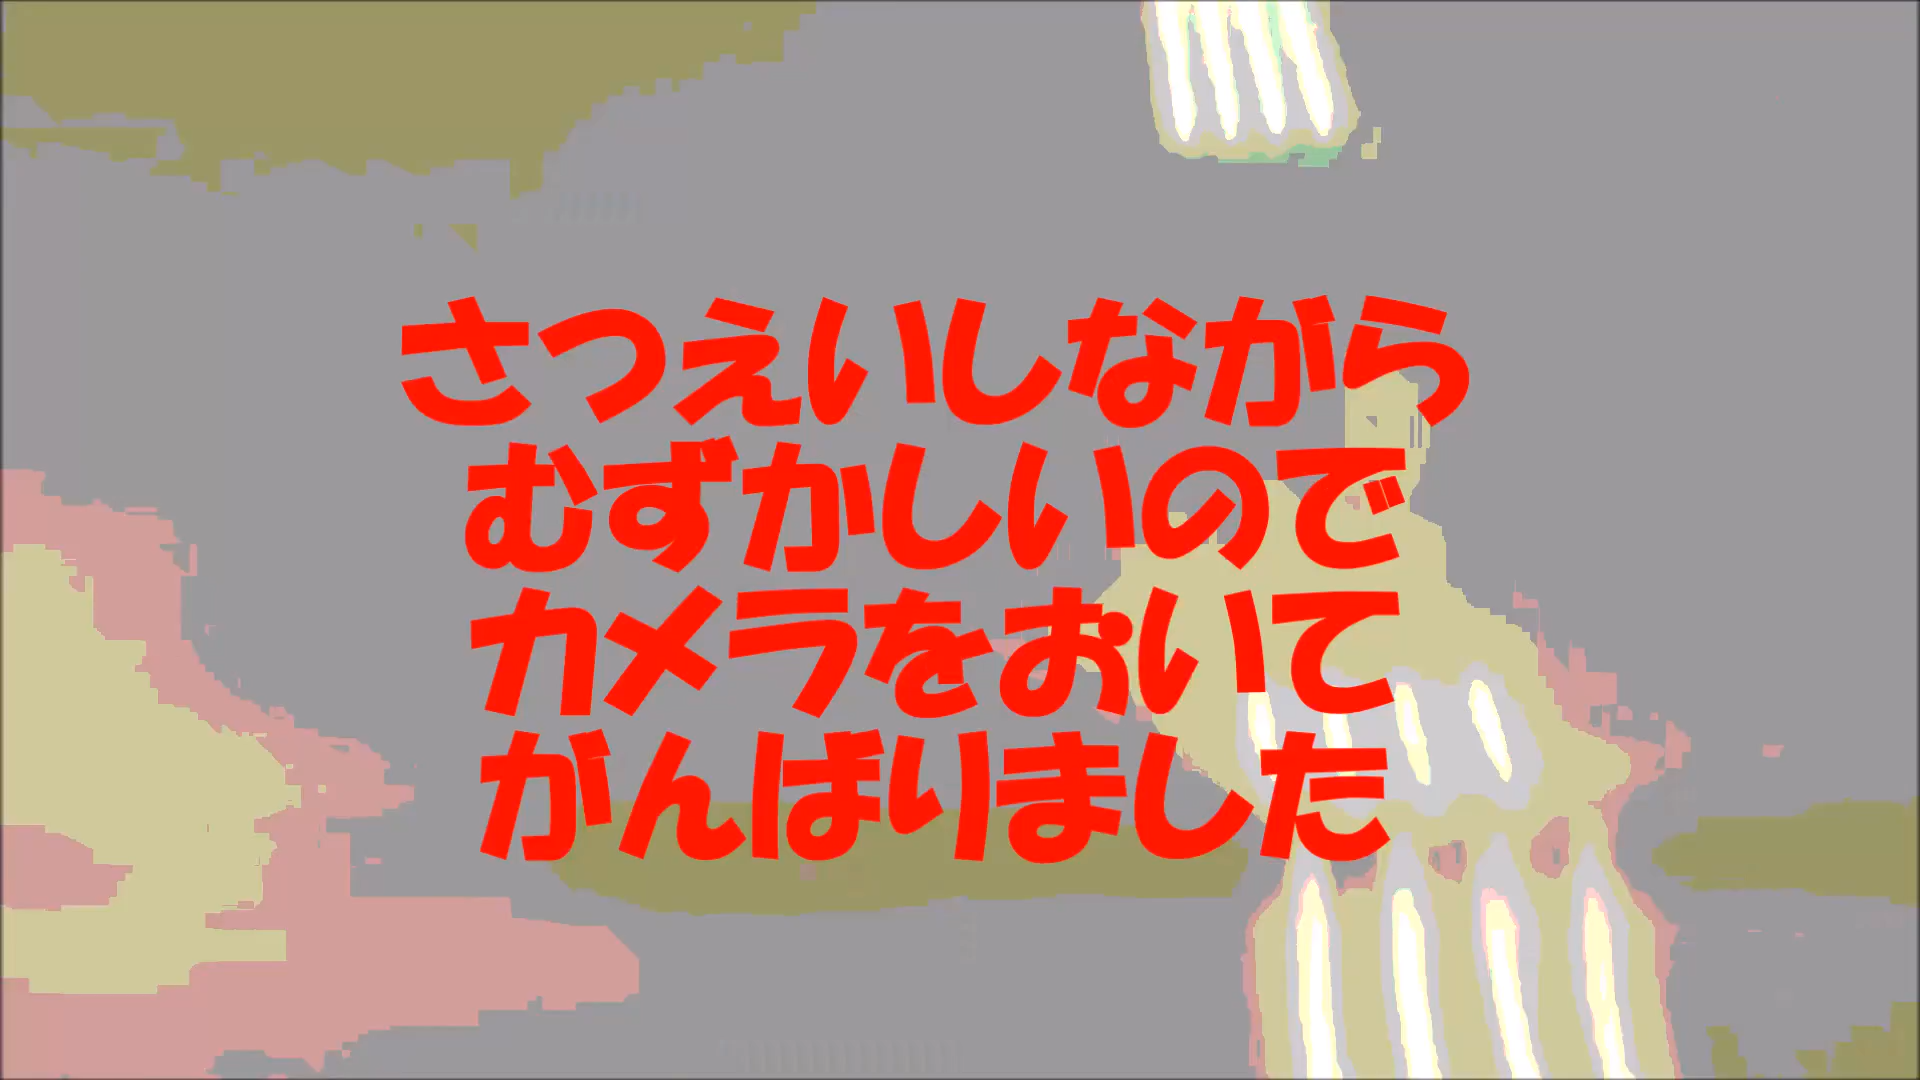 さつえいしながら
むずかしいので
カメラをおいて
がんばりました